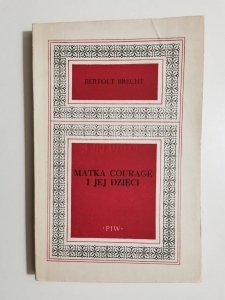 BERTOLT BRECHT
MATKA COURAGE
I JEJ DZIECI
·PIW·